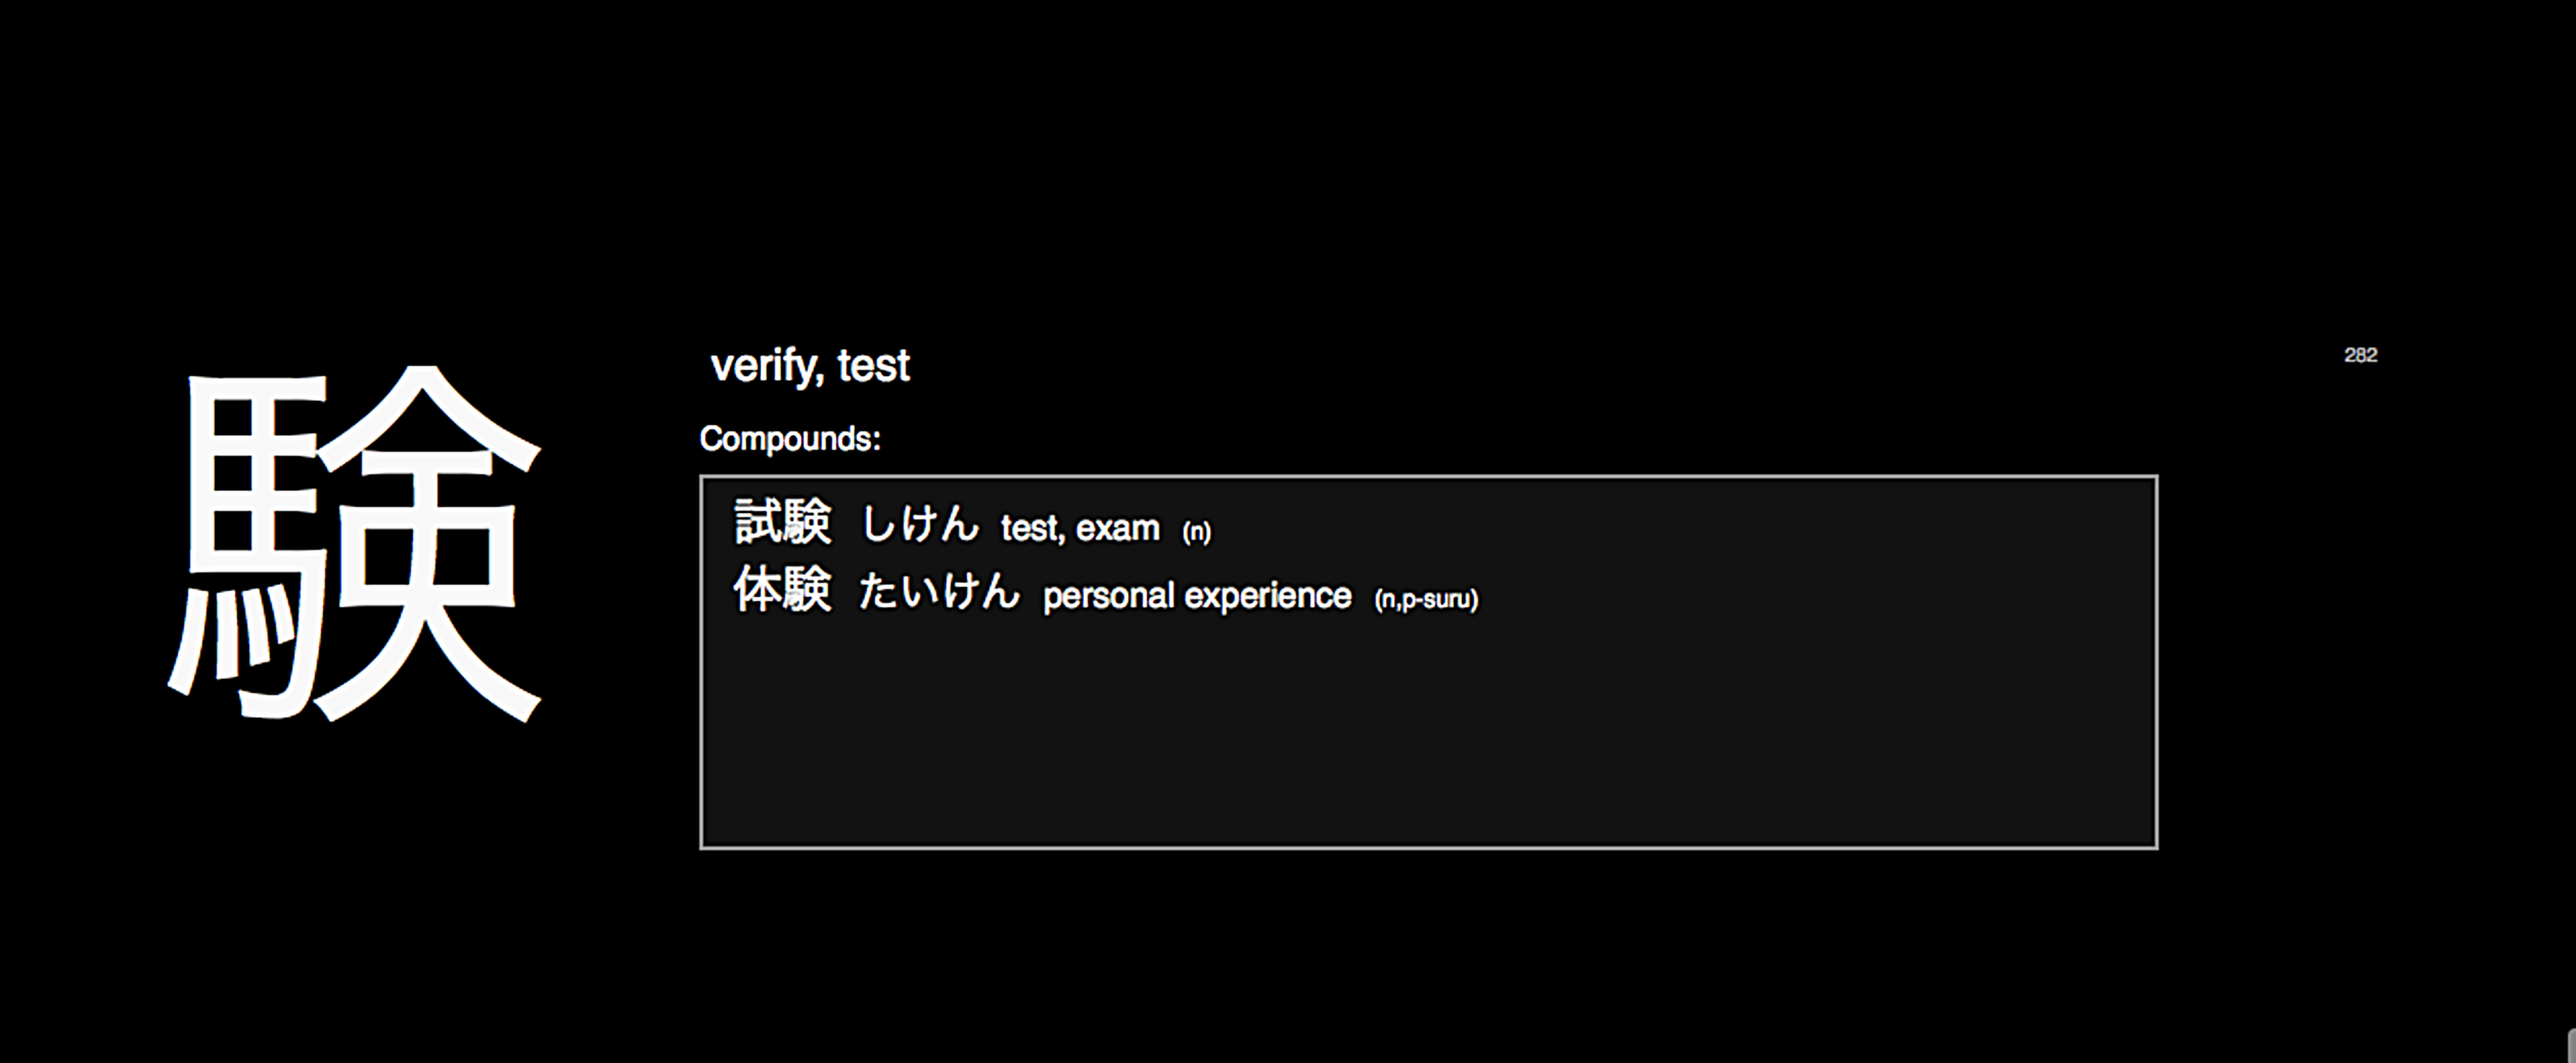 験
verify, test
282
Compounds:
試験 しけん test, exam (n)
体験 たいけん personal experience (n,p-suru)